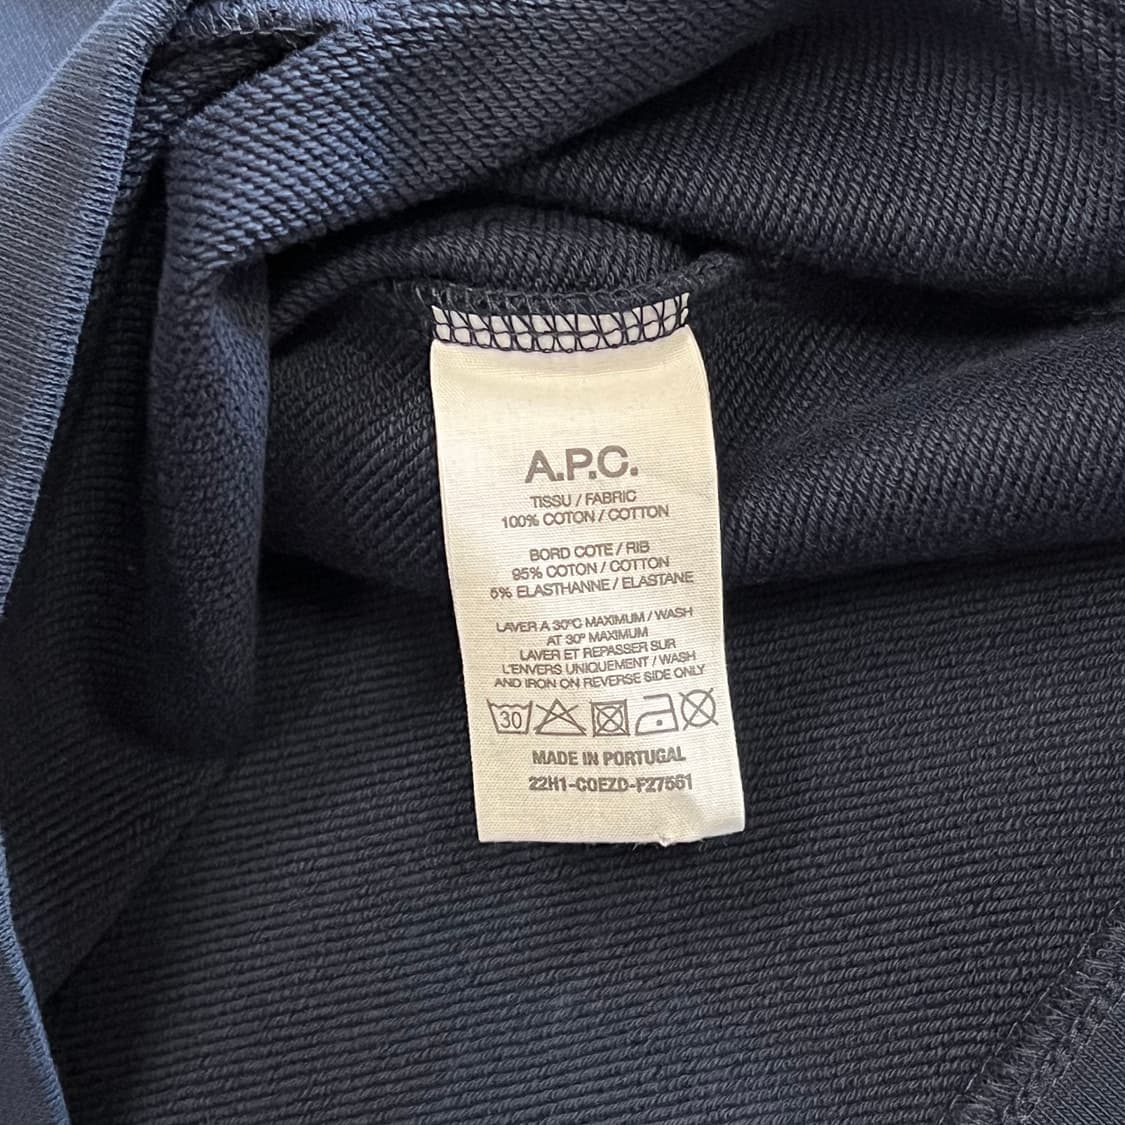 A.P.C.
TISSU / FABRIC
100% COTON / COTTON
BORD COTE / RIB
95% COTON / COTTON
5% ELASTHANNE / ELASTANE
LAVER A 30°C MAXIMUM / WASH
AT 30° MAXIMUM
LAVER ET REPASSER SUR
L'ENVERS UNIQUEMENT / WASH
AND IRON ON REVERSE SIDE ONLY
30
MADE IN PORTUGAL
22H1-COEZD-F27561